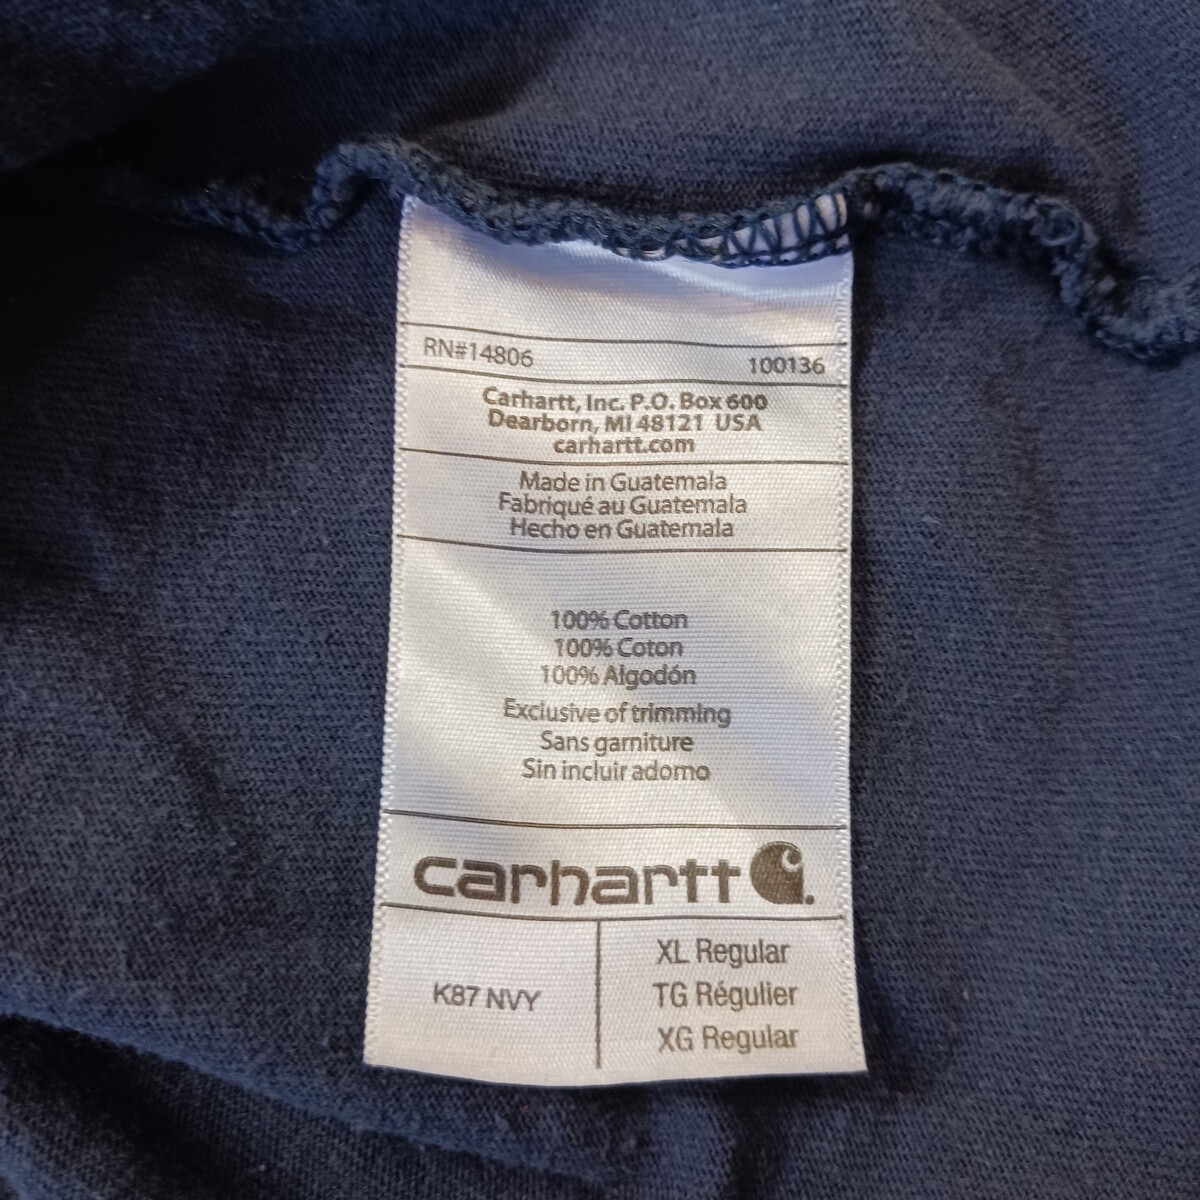 RN#14806 100136
Carhartt, Inc. P.O. Box 600
Dearborn, MI 48121 USA
carhartt.com
Made in Guatemala
Fabriqué au Guatemala
Hecho en Guatemala
100% Cotton
100% Coton
100% Algodón
Exclusive of trimming
Sans garniture
Sin incluir adorno
carhartt
K87 NVY
XL Regular
TG Régulier
XG Regular